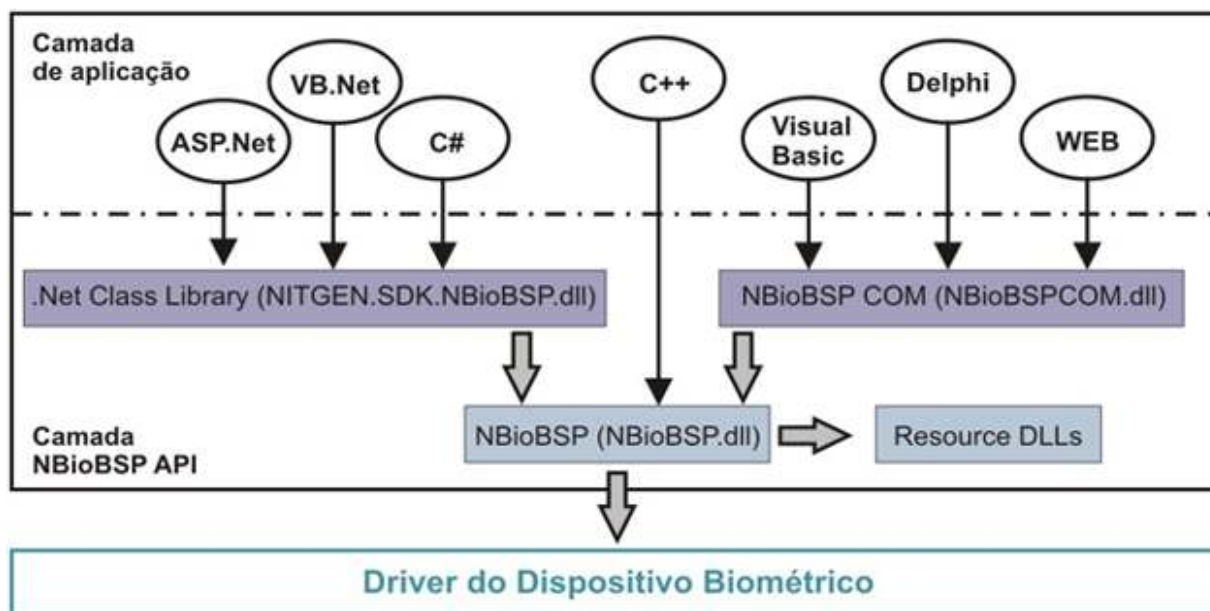 Camada
de aplicação
VB.Net
C++
Delphi
ASP.Net
C#
Visual
Basic
WEB
.Net Class Library (NITGEN.SDK.NBioBSP.dll)
NBioBSP COM (NBioBSPCOM.dll)
Camada
NBioBSP API
NBioBSP (NBioBSP.dll)
Resource DLLs
Driver do Dispositivo Biométrico